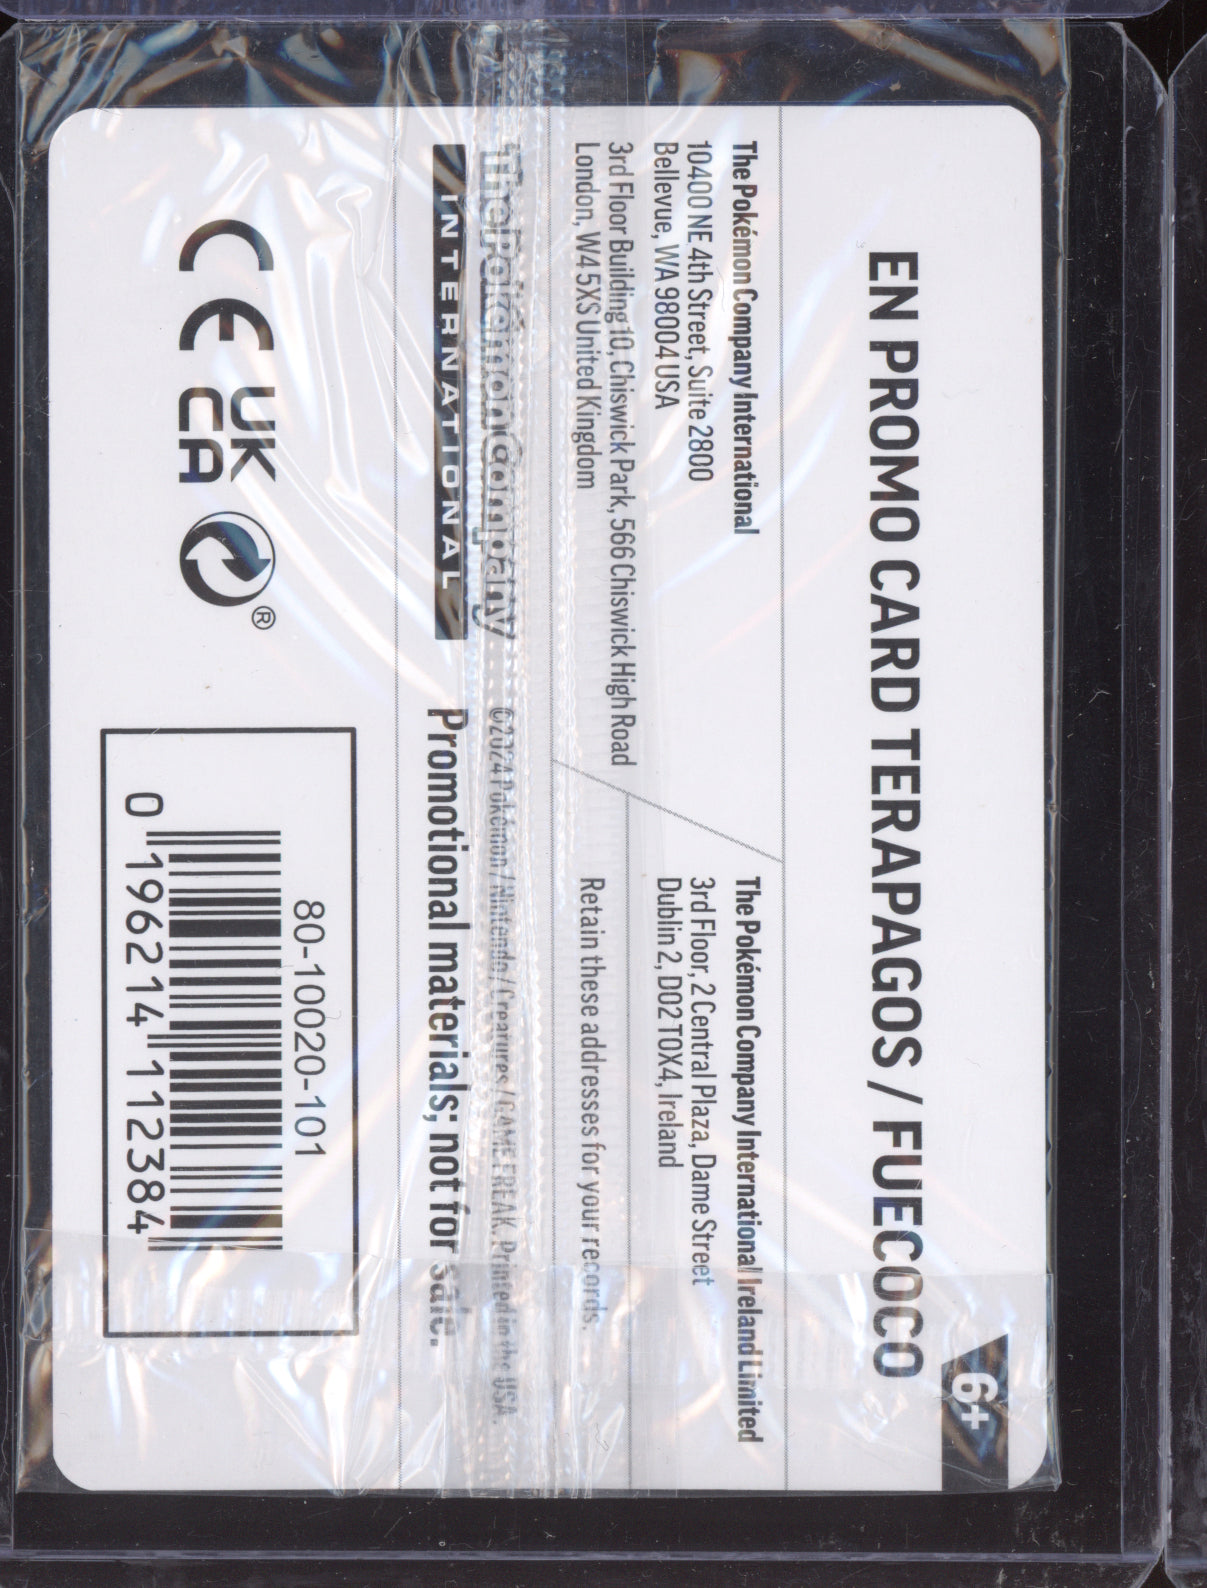 EN PROMO CARD TERAPAGOS / FUECOCO
6+
The Pokémon Company International
10400 NE 4th Street, Suite 2800
Bellevue, WA 98004 USA
3rd Floor Building 10, Chiswick Park, 566 Chiswick High Road
London, W4 5XS United Kingdom
The Pokémon Company International Ireland Limited
3rd Floor, 2 Central Plaza, Dame Street
Dublin 2, D02 T0X4, Ireland
Retain these addresses for your records.
The Pokémon Company
INTERNATIONAL
©2024 Pokémon / Nintendo / Creatures / GAME FREAK. Printed in the USA.
Promotional materials; not for sale.
CE
UK
CA
®
80-10020-101
0 196214 112384